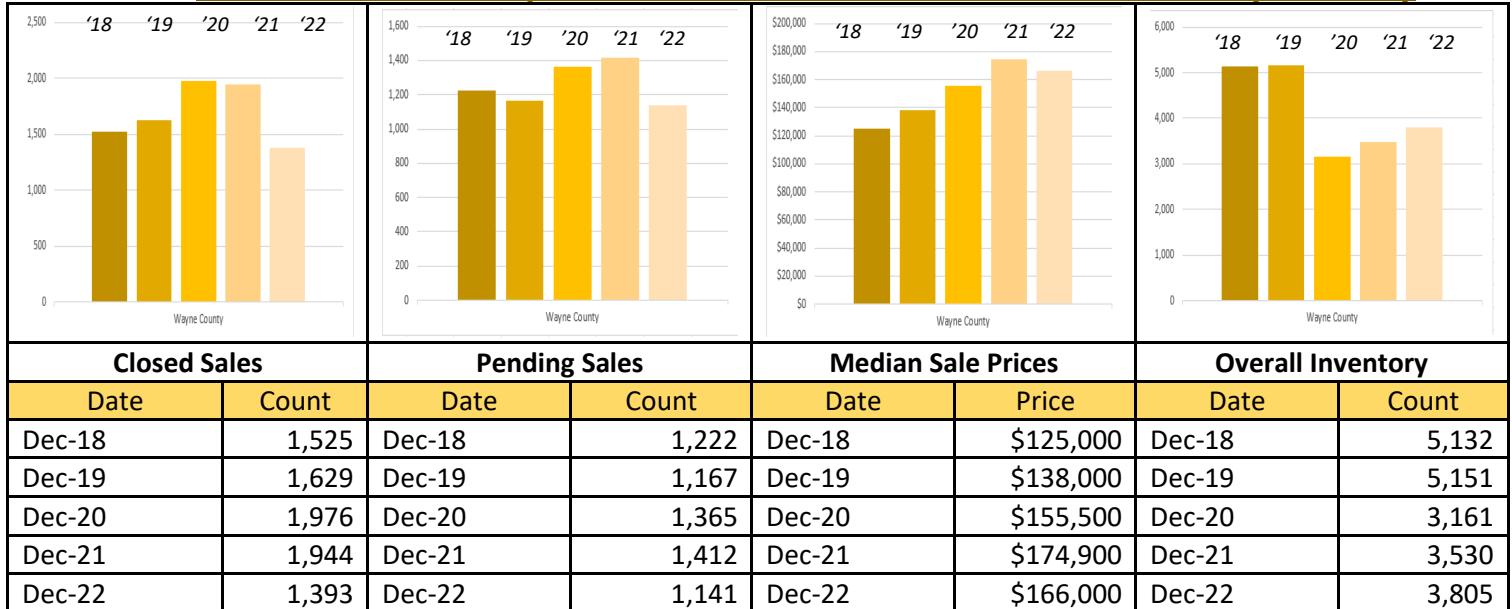 2,500
2,000
1,500
1,000
500
0
‘18 ‘19 ’20 ‘21 ‘22
Wayne County
1,600
1,400
1,200
1,000
800
600
400
200
0
‘18 ‘19 ’20 ‘21 ‘22
Wayne County
$200,000
$180,000
$160,000
$140,000
$120,000
$100,000
$80,000
$60,000
$40,000
$20,000
$0
‘18 ‘19 ’20 ‘21 ‘22
Wayne County
6,000
5,000
4,000
3,000
2,000
1,000
0
‘18 ‘19 ’20 ‘21 ‘22
Wayne County
Closed Sales Pending Sales Median Sale Prices Overall Inventory
Date Count Date Count Date Price Date Count
Dec-18 1,525 Dec-18 1,222 Dec-18 $125,000 Dec-18 5,132
Dec-19 1,629 Dec-19 1,167 Dec-19 $138,000 Dec-19 5,151
Dec-20 1,976 Dec-20 1,365 Dec-20 $155,500 Dec-20 3,161
Dec-21 1,944 Dec-21 1,412 Dec-21 $174,900 Dec-21 3,530
Dec-22 1,393 Dec-22 1,141 Dec-22 $166,000 Dec-22 3,805